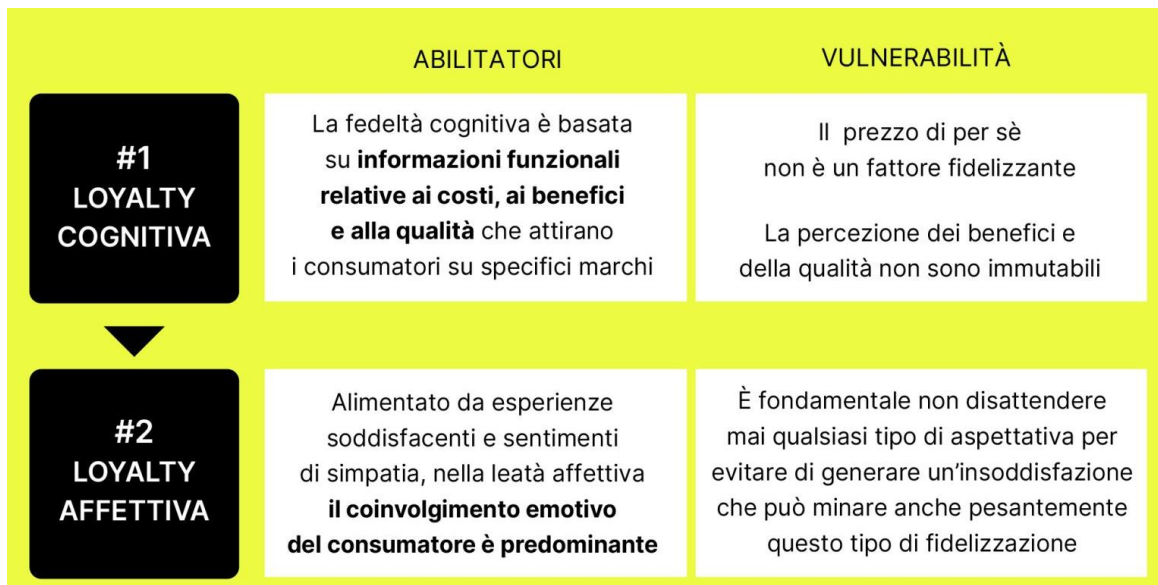 ABILITATORI
VULNERABILITÀ
#1
LOYALTY
COGNITIVA
La fedeltà cognitiva è basata
su informazioni funzionali
relative ai costi, ai benefici
e alla qualità che attirano
i consumatori su specifici marchi
Il prezzo di per sè
non è un fattore fidelizzante
La percezione dei benefici e
della qualità non sono immutabili
#2
LOYALTY
AFFETTIVA
Alimentato da esperienze
soddisfacenti e sentimenti
di simpatia, nella leatà affettiva
il coinvolgimento emotivo
del consumatore è predominante
È fondamentale non disattendere
mai qualsiasi tipo di aspettativa per
evitare di generare un’insoddisfazione
che può minare anche pesantemente
questo tipo di fidelizzazione